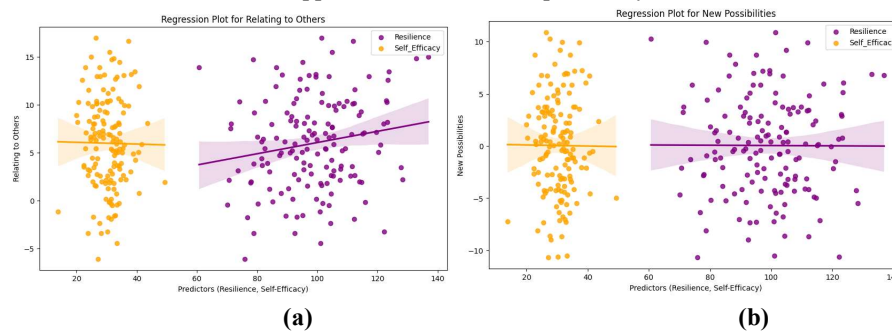 Regression Plot for Relating to Others
Resilience
Self_Efficacy
Relating to Others
15
10
5
0
−5
20
40
60
80
100
120
140
Predictors (Resilience, Self-Efficacy)
(a)
Regression Plot for New Possibilities
Resilience
Self_Efficacy
New Possibilities
10
5
0
−5
−10
20
40
60
80
100
120
140
Predictors (Resilience, Self-Efficacy)
(b)